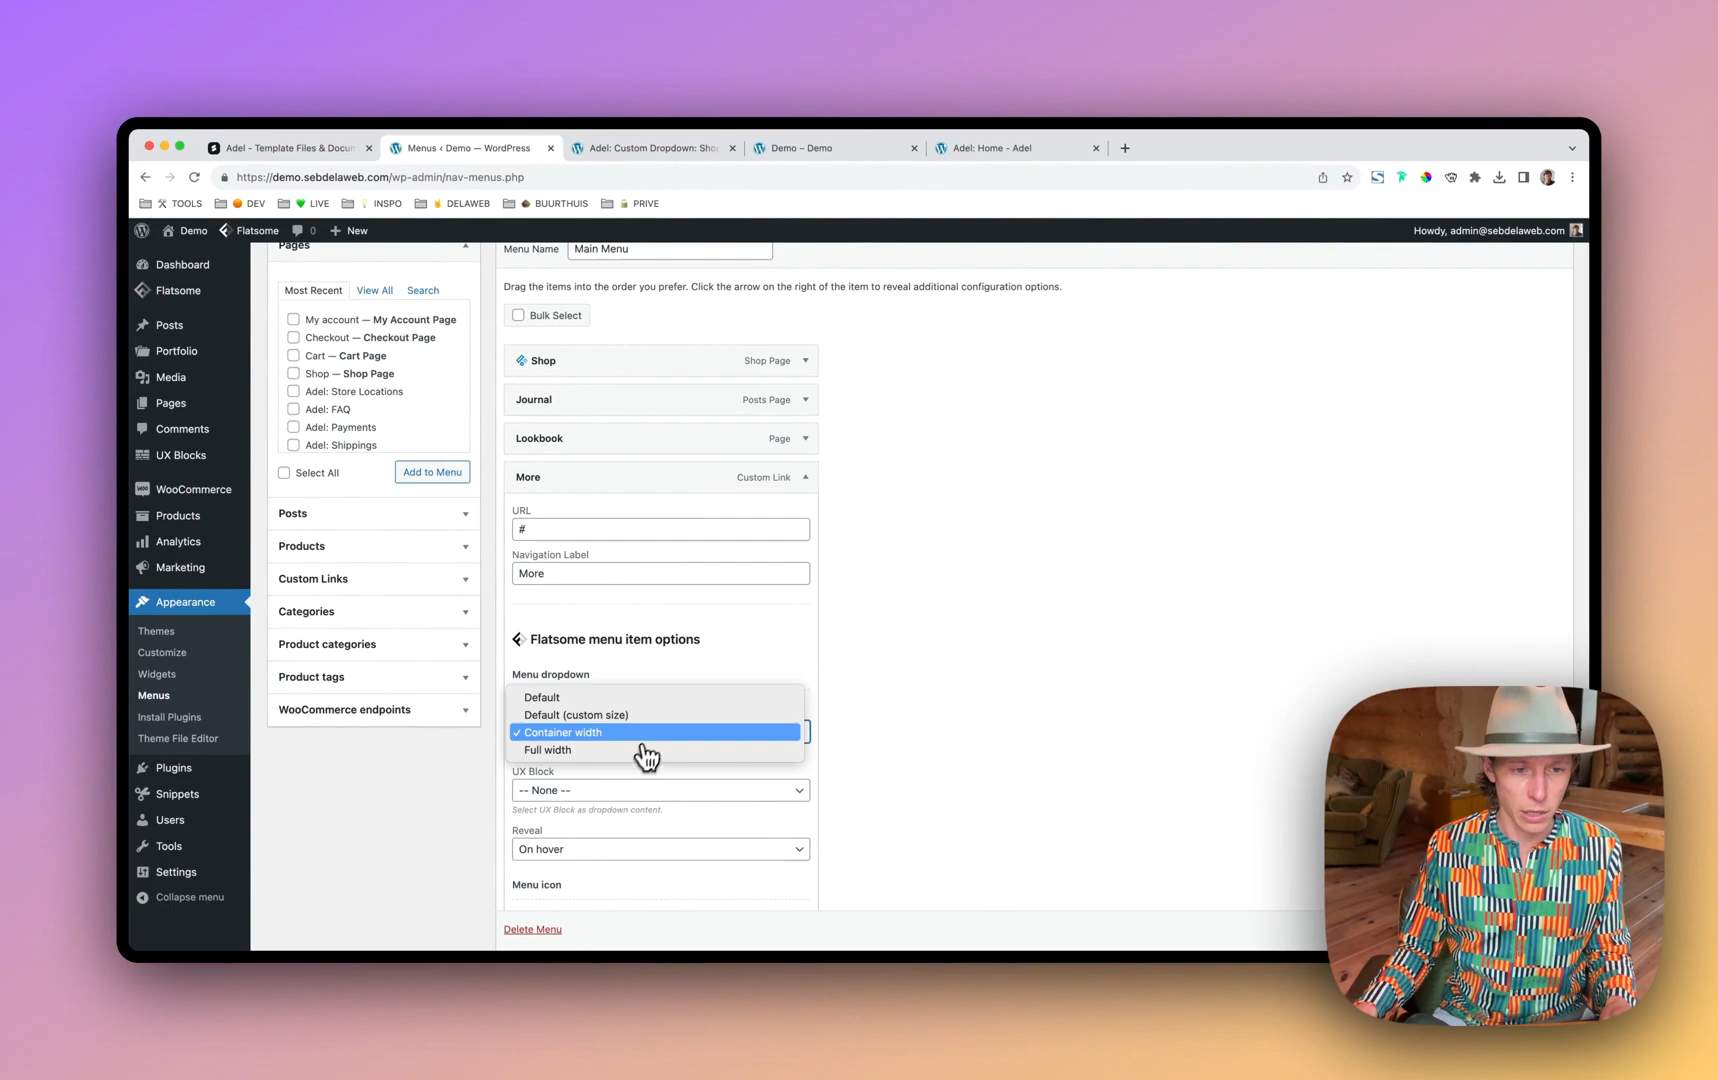 Adel - Template Files & Docun
Menus ‹ Demo — WordPress
Adel: Custom Dropdown: Sho
Demo – Demo
Adel: Home - Adel
https://demo.sebdelaweb.com/wp-admin/nav-menus.php
TOOLS
DEV
LIVE
INSPO
DELAWEB
BUURTHUIS
PRIVE
Demo
Flatsome
0
New
Howdy, admin@sebdelaweb.com
Dashboard
Flatsome
Posts
Portfolio
Media
Pages
Comments
UX Blocks
WooCommerce
Products
Analytics
Marketing
Appearance
Themes
Customize
Widgets
Menus
Install Plugins
Theme File Editor
Plugins
Snippets
Users
Tools
Settings
Collapse menu
Pages
Most Recent
View All
Search
My account — My Account Page
Checkout — Checkout Page
Cart — Cart Page
Shop — Shop Page
Adel: Store Locations
Adel: FAQ
Adel: Payments
Adel: Shippings
Select All
Add to Menu
Posts
Products
Custom Links
Categories
Product categories
Product tags
WooCommerce endpoints
Menu Name
Main Menu
Drag the items into the order you prefer. Click the arrow on the right of the item to reveal additional configuration options.
Bulk Select
Shop
Shop Page
Journal
Posts Page
Lookbook
Page
More
Custom Link
URL
#
Navigation Label
More
Flatsome menu item options
Menu dropdown
Default
Default (custom size)
✓ Container width
Full width
UX Block
-- None --
Select UX Block as dropdown content.
Reveal
On hover
Menu icon
Delete Menu